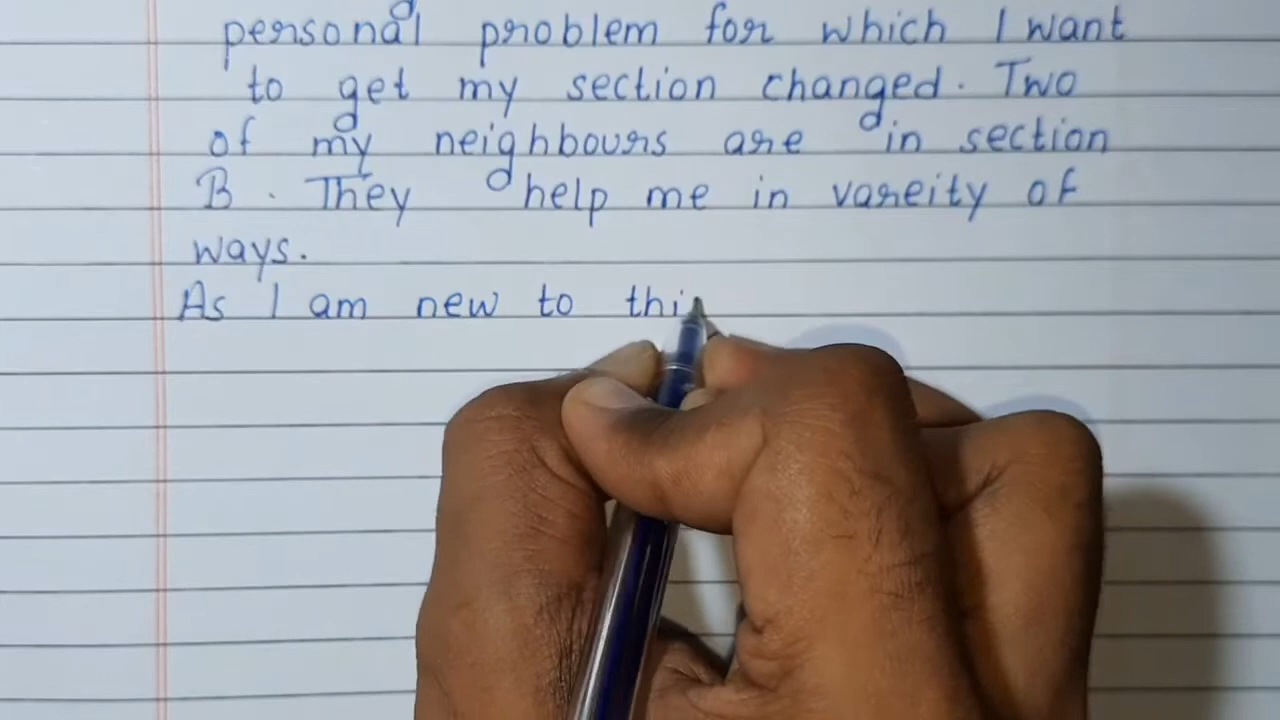 personal problem for which I want
to get my section changed. Two
of my neighbours are in section
B. They help me in vareity of
ways.
As I am new to thi